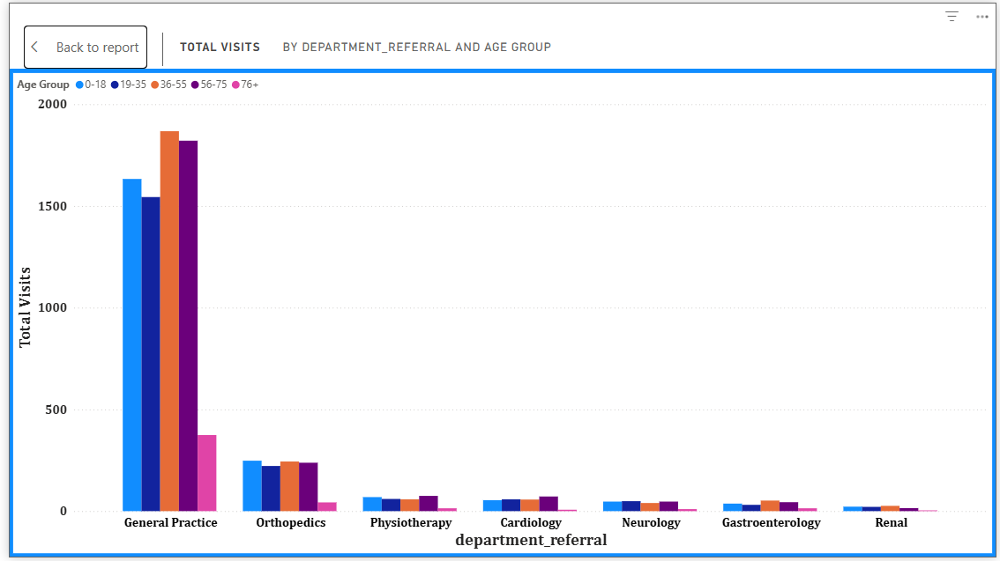 Back to report
TOTAL VISITS BY DEPARTMENT_REFERRAL AND AGE GROUP
Age Group 0-18 19-35 36-55 56-75 76+
2000
1500
1000
500
0
Total Visits
General Practice Orthopedics Physiotherapy Cardiology Neurology Gastroenterology Renal
department_referral